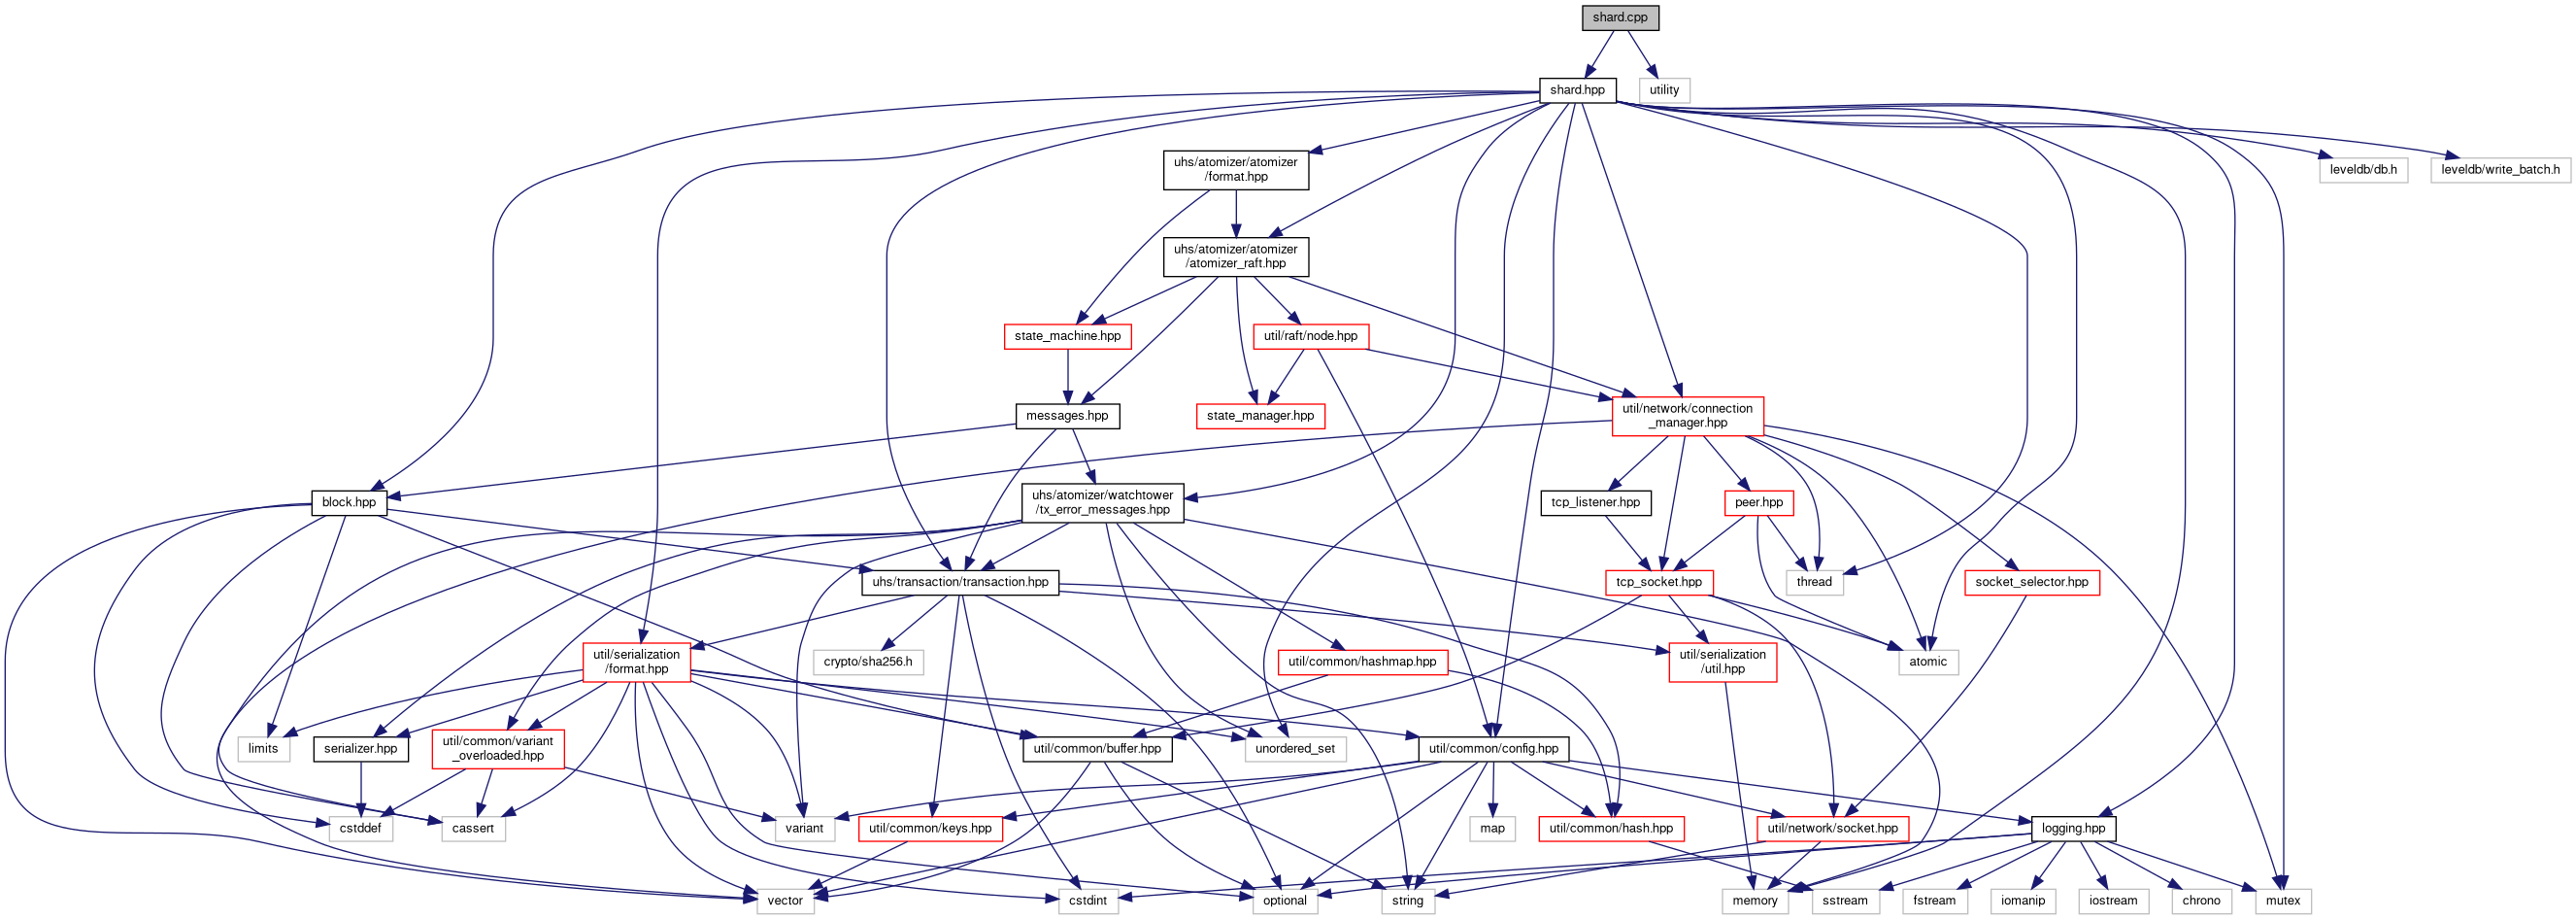 shard.cpp
shard.hpp
utility
uhs/atomizer/atomizer
/format.hpp
leveldb/db.h
leveldb/write_batch.h
uhs/atomizer/atomizer
/atomizer_raft.hpp
state_machine.hpp
util/raft/node.hpp
messages.hpp
state_manager.hpp
util/network/connection
_manager.hpp
block.hpp
uhs/atomizer/watchtower
/tx_error_messages.hpp
tcp_listener.hpp
peer.hpp
uhs/transaction/transaction.hpp
tcp_socket.hpp
thread
socket_selector.hpp
util/serialization
/format.hpp
crypto/sha256.h
util/common/hashmap.hpp
util/serialization
/util.hpp
atomic
limits
serializer.hpp
util/common/variant
_overloaded.hpp
util/common/buffer.hpp
unordered_set
util/common/config.hpp
cstddef
cassert
variant
util/common/keys.hpp
map
util/common/hash.hpp
util/network/socket.hpp
logging.hpp
vector
cstdint
optional
string
memory
sstream
fstream
iomanip
iostream
chrono
mutex